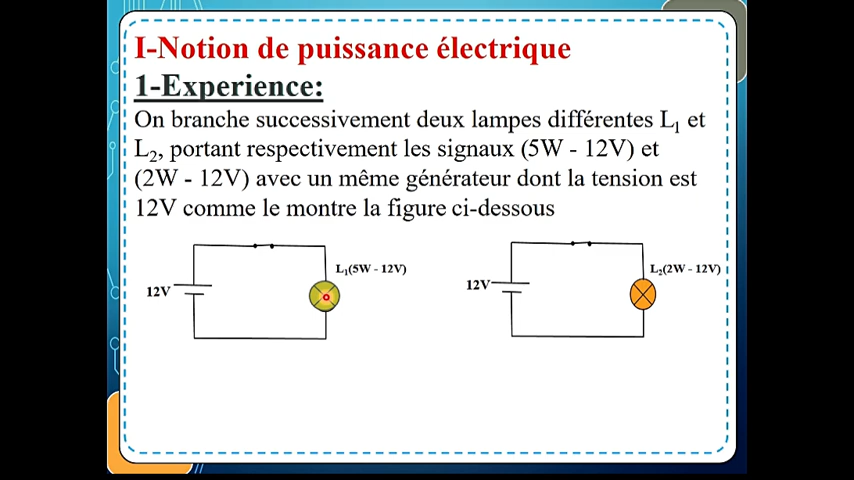 I-Notion de puissance électrique
1-Experience:
On branche successivement deux lampes différentes L₁ et
L₂, portant respectivement les signaux (5W - 12V) et
(2W - 12V) avec un même générateur dont la tension est
12V comme le montre la figure ci-dessous
L₁(5W - 12V)
12V
L₂(2W - 12V)
12V